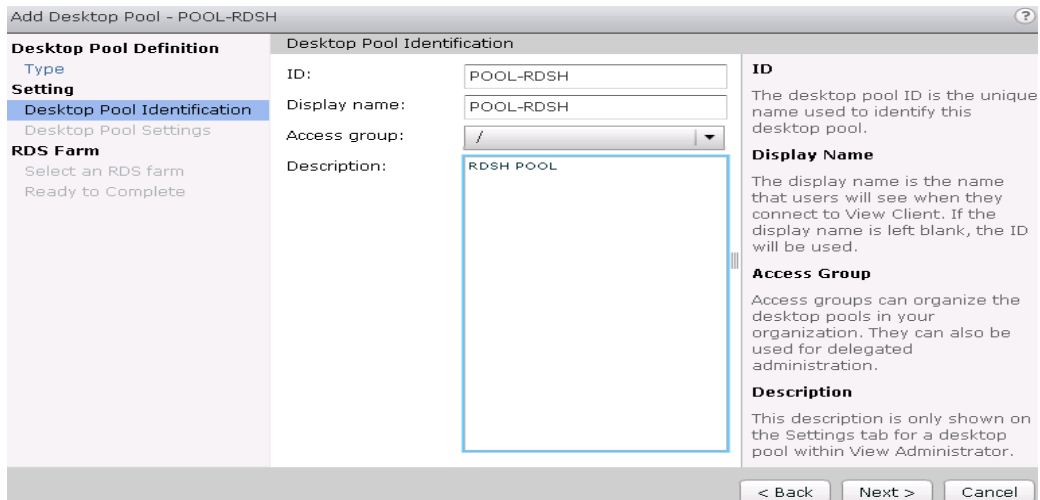 Add Desktop Pool - POOL-RDSH
?
Desktop Pool Definition
Type
Setting
Desktop Pool Identification
Desktop Pool Settings
RDS Farm
Select an RDS farm
Ready to Complete
Desktop Pool Identification
ID:
POOL-RDSH
Display name:
POOL-RDSH
Access group:
/
Description:
RDSH POOL
ID
The desktop pool ID is the unique
name used to identify this
desktop pool.
Display Name
The display name is the name
that users will see when they
connect to View Client. If the
display name is left blank, the ID
will be used.
Access Group
Access groups can organize the
desktop pools in your
organization. They can also be
used for delegated
administration.
Description
This description is only shown on
the Settings tab for a desktop
pool within View Administrator.
< Back
Next >
Cancel